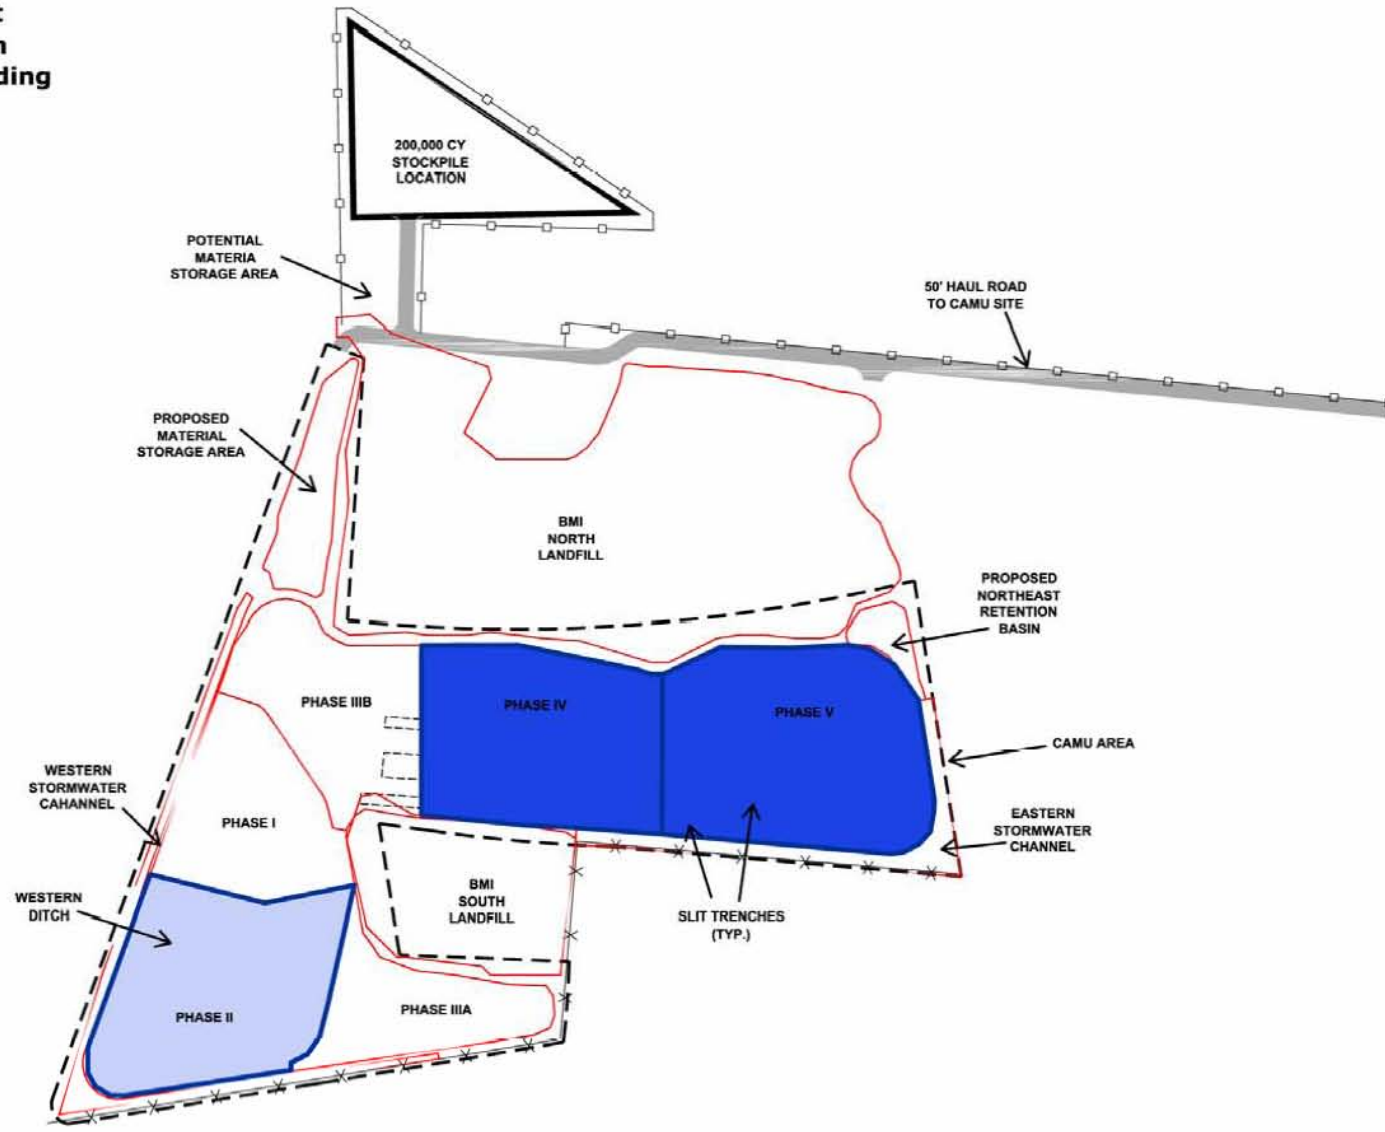 ding
200,000 CY
STOCKPILE
LOCATION
POTENTIAL
MATERIA
STORAGE AREA
50' HAUL ROAD
TO CAMU SITE
PROPOSED
MATERIAL
STORAGE AREA
BMI
NORTH
LANDFILL
PROPOSED
NORTHEAST
RETENTION
BASIN
PHASE IIIB
PHASE IV
PHASE V
CAMU AREA
WESTERN
STORMWATER
CAHANNEL
PHASE I
EASTERN
STORMWATER
CHANNEL
WESTERN
DITCH
BMI
SOUTH
LANDFILL
SLIT TRENCHES
(TYP.)
PHASE II
PHASE IIIA